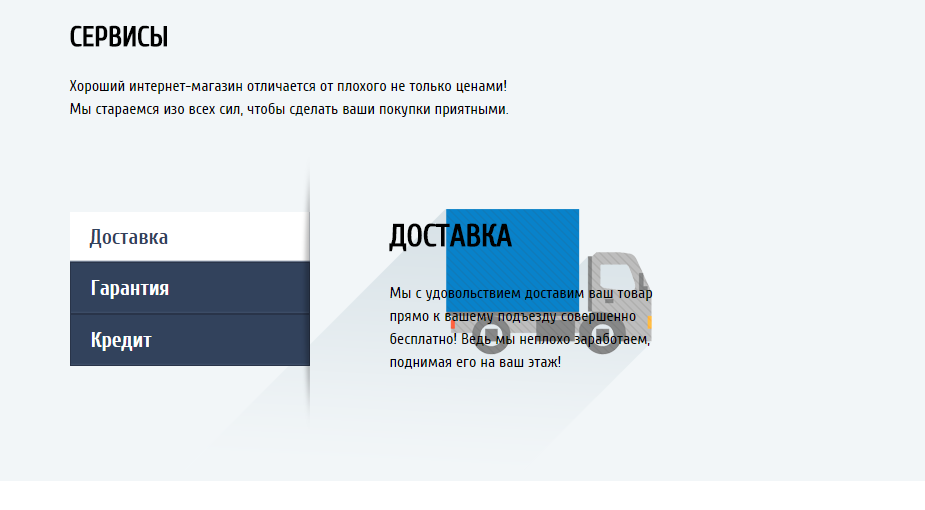 СЕРВИСЫ
Хороший интернет-магазин отличается от плохого не только ценами!
Мы стараемся изо всех сил, чтобы сделать ваши покупки приятными.
Доставка
Гарантия
Кредит
ДОСТАВКА
Мы с удовольствием доставим ваш товар
прямо к вашему подъезду совершенно
бесплатно! Ведь мы неплохо заработаем,
поднимая его на ваш этаж!